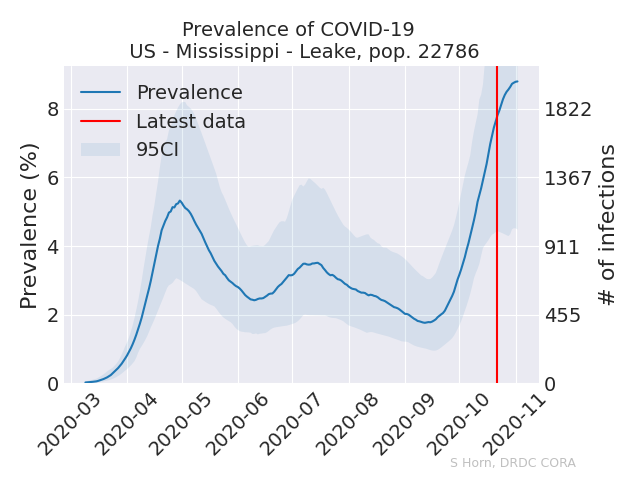 Prevalence of COVID-19
US - Mississippi - Leake, pop. 22786
Prevalence
Latest data
95CI
Prevalence (%)
8
6
4
2
0
1822
1367
911
455
0
# of infections
2020-03
2020-04
2020-05
2020-06
2020-07
2020-08
2020-09
2020-10
2020-11
S Horn, DRDC CORA